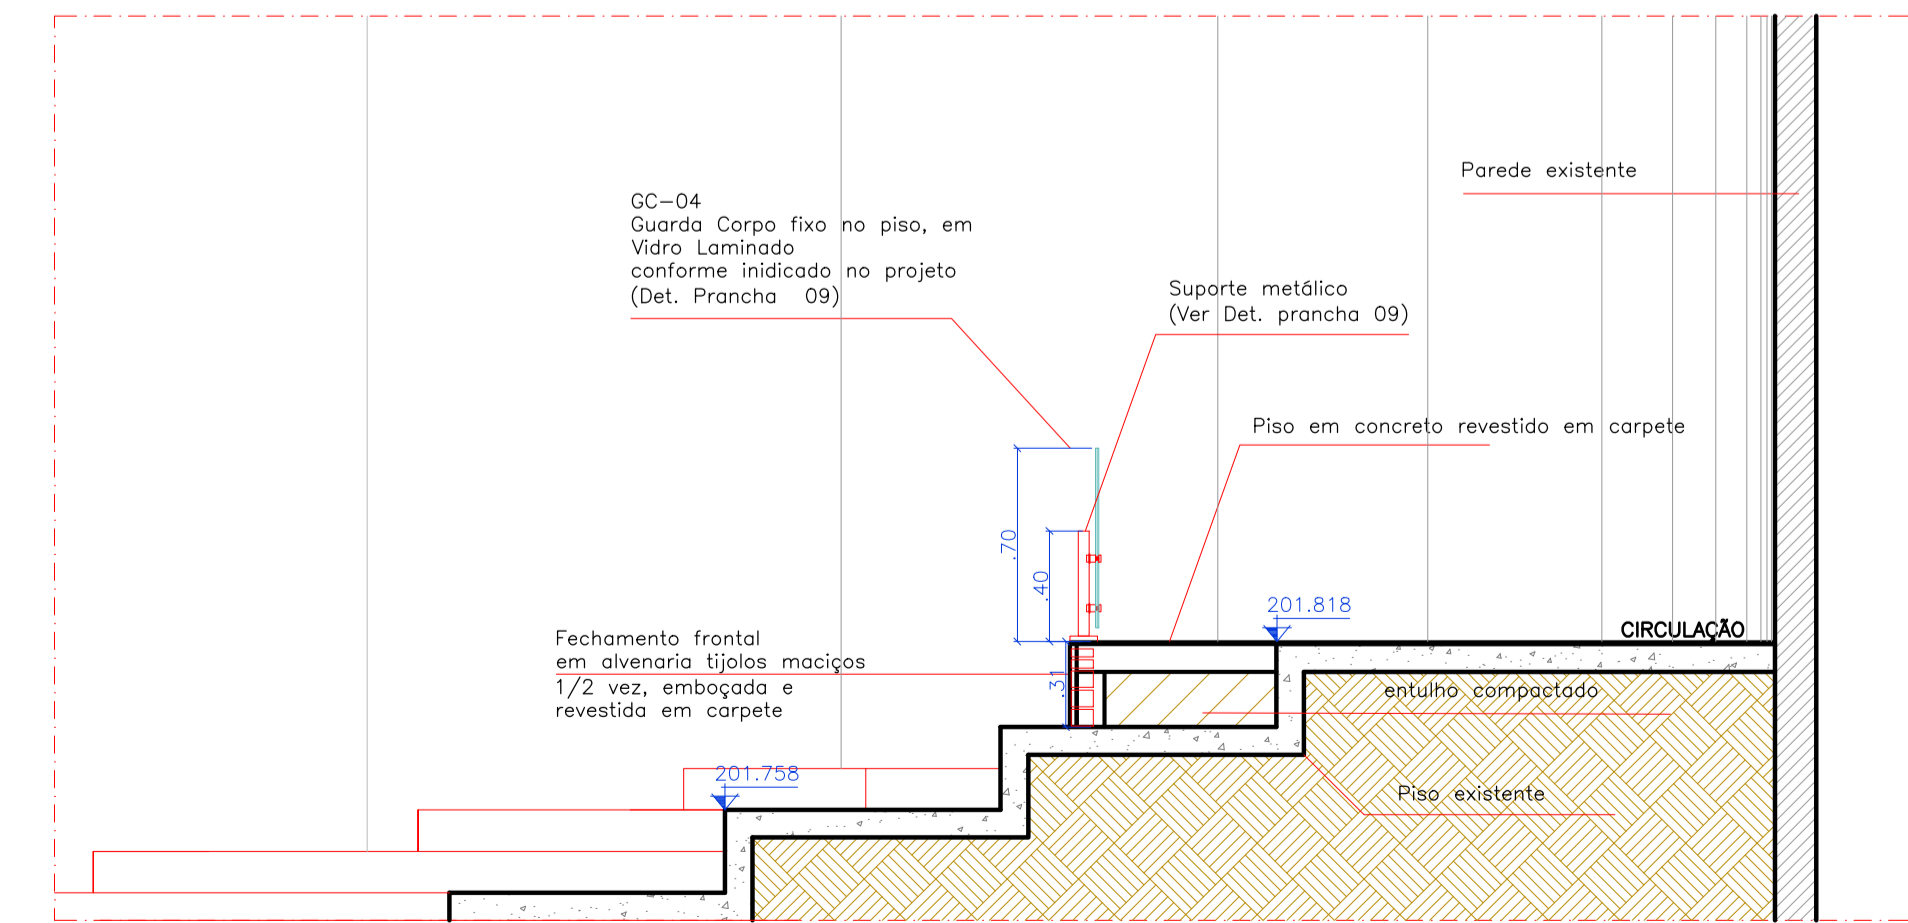 Parede existente
GC-04
Guarda Corpo fixo no piso, em
Vidro Laminado
conforme inidicado no projeto
(Det. Prancha 09)
Suporte metálico
(Ver Det. prancha 09)
Piso em concreto revestido em carpete
.70
.40
201.818
CIRCULAÇÃO
Fechamento frontal
em alvenaria tijolos maciços
1/2 vez, emboçada e
revestida em carpete
.31
entulho compactado
201.758
Piso existente